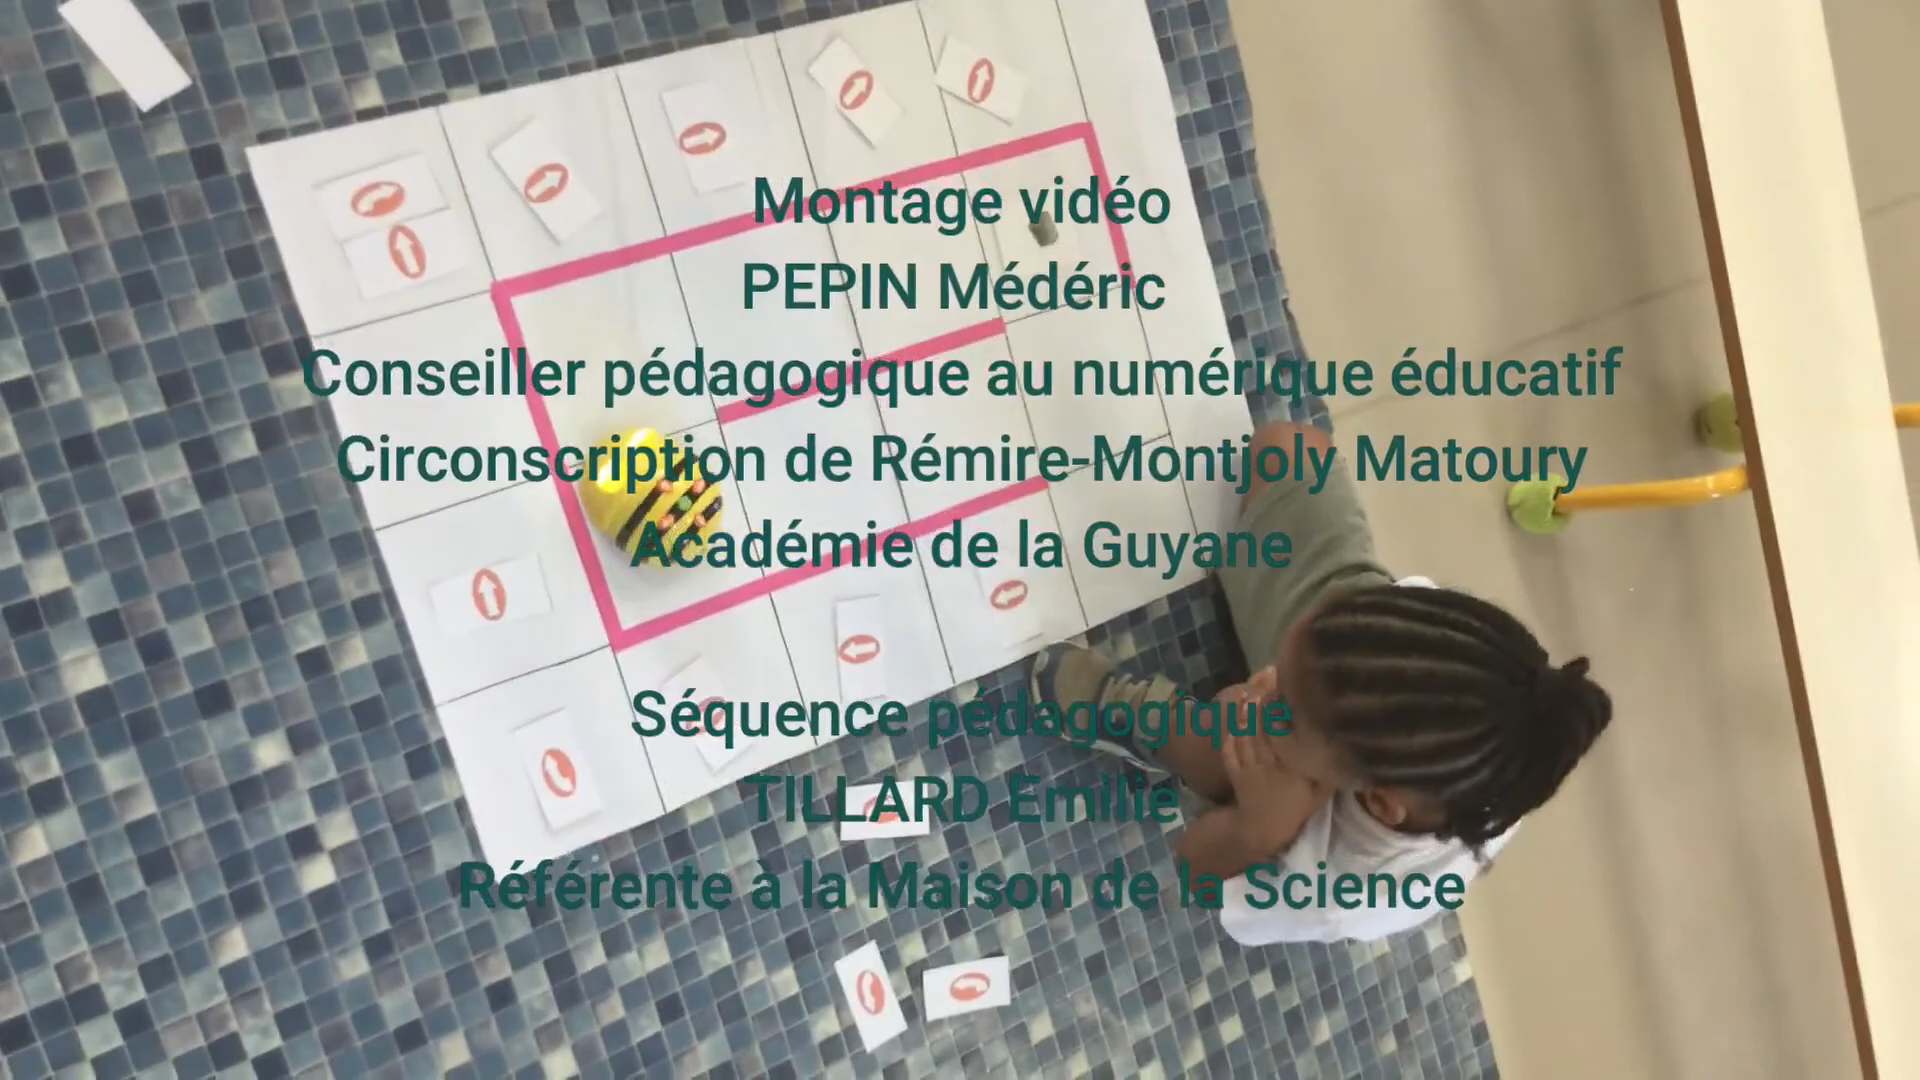 Montage vidéo
PEPIN Médéric
Conseiller pédagogique au numérique éducatif
Circonscription de Rémire-Montjoly Matoury
Académie de la Guyane
Séquence pédagogique
TILLARD Emilie
Référente à la Maison de la Science